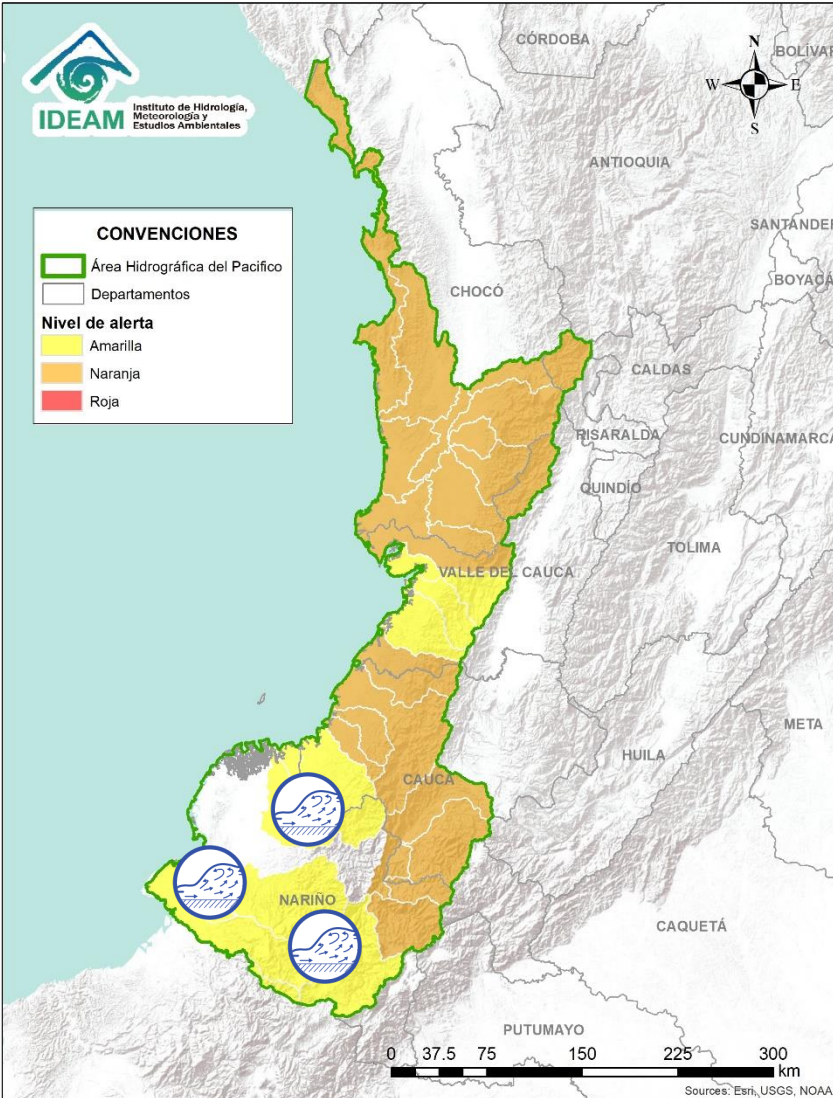 IDEAM
Instituto de Hidrología,
Meteorología y
Estudios Ambientales
N
W
E
S
CONVENCIONES
Área Hidrográfica del Pacifico
Departamentos
Nivel de alerta
Amarilla
Naranja
Roja
CÓRDOBA
BOLÍVAR
ANTIOQUIA
SANTANDER
BOYACÁ
CHOCÓ
CALDAS
RISARALDA
CUNDINAMARCA
QUINDÍO
TOLIMA
VALLE DEL CAUCA
META
HUILA
CAUCA
NARIÑO
CAQUETÁ
PUTUMAYO
0 37.5 75 150 225 300
km
Sources: Esri, USGS, NOAA